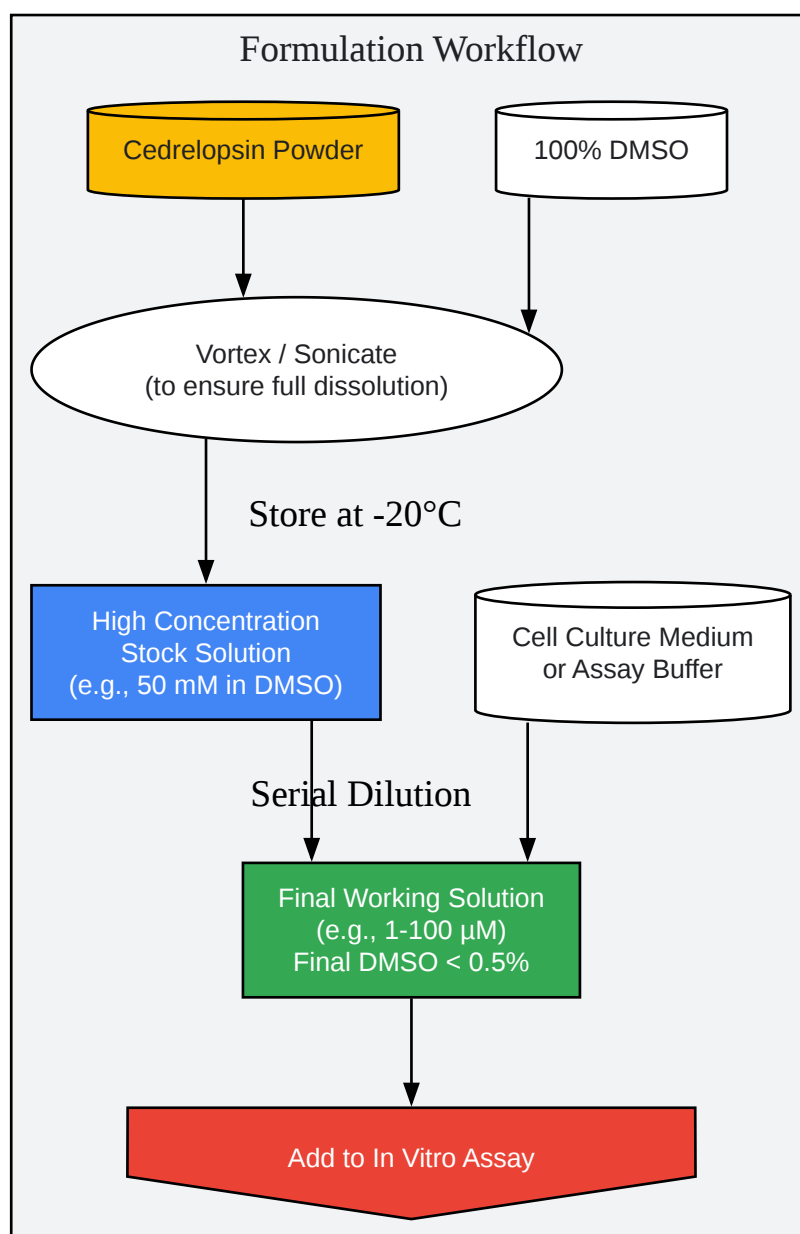 Formulation Workflow
Cedrelopsin Powder
100% DMSO
Vortex / Sonicate
(to ensure full dissolution)
Store at -20°C
High Concentration
Stock Solution
(e.g., 50 mM in DMSO)
Cell Culture Medium
or Assay Buffer
Serial Dilution
Final Working Solution
(e.g., 1-100 µM)
Final DMSO < 0.5%
Add to In Vitro Assay